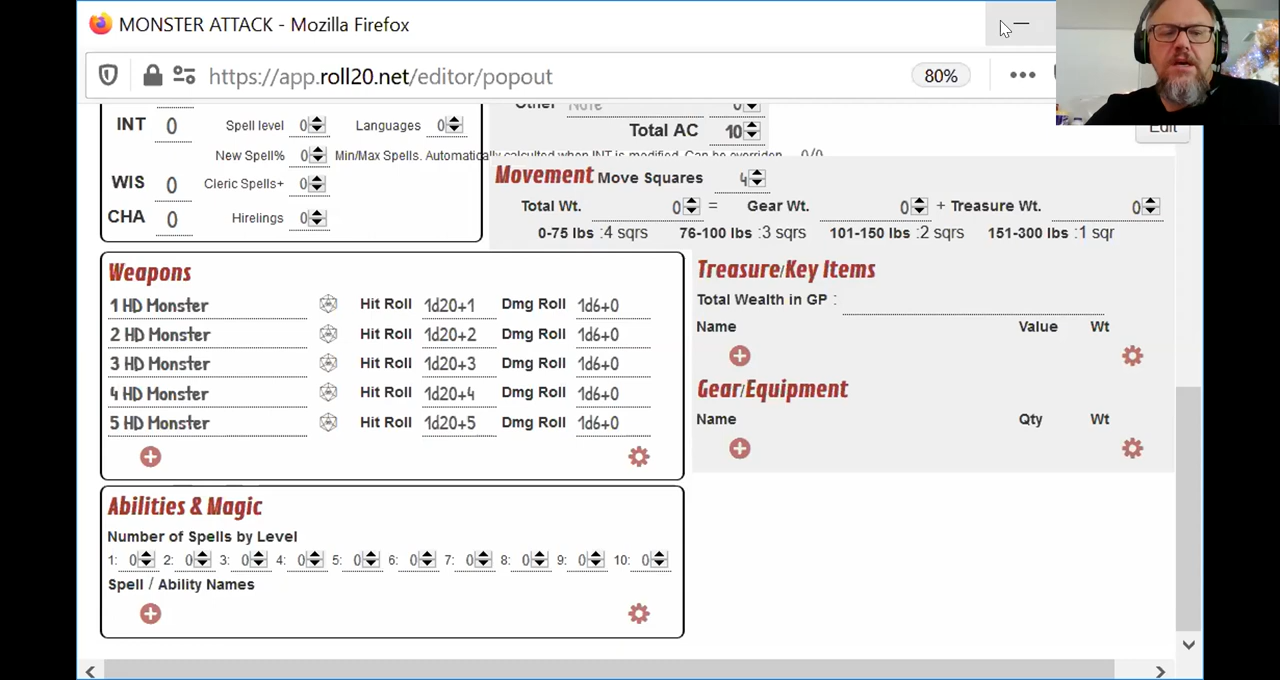 MONSTER ATTACK - Mozilla Firefox
https://app.roll20.net/editor/popout
80%
Edit
INT 0 Spell level 0 Languages 0
New Spell% 0 Min/Max Spells. Automatically calculted when INT is modified. Can be overriden 0/0
WIS 0 Cleric Spells+ 0
CHA 0 Hirelings 0
Other Note 0
Total AC 10
Movement Move Squares 4
Total Wt. 0 = Gear Wt. 0 + Treasure Wt. 0
0-75 lbs :4 sqrs 76-100 lbs :3 sqrs 101-150 lbs :2 sqrs 151-300 lbs :1 sqr
Weapons
1 HD Monster Hit Roll 1d20+1 Dmg Roll 1d6+0
2 HD Monster Hit Roll 1d20+2 Dmg Roll 1d6+0
3 HD Monster Hit Roll 1d20+3 Dmg Roll 1d6+0
4 HD Monster Hit Roll 1d20+4 Dmg Roll 1d6+0
5 HD Monster Hit Roll 1d20+5 Dmg Roll 1d6+0
Treasure/Key Items
Total Wealth in GP :
Name Value Wt
Gear/Equipment
Name Qty Wt
Abilities & Magic
Number of Spells by Level
1: 0 2: 0 3: 0 4: 0 5: 0 6: 0 7: 0 8: 0 9: 0 10: 0
Spell / Ability Names